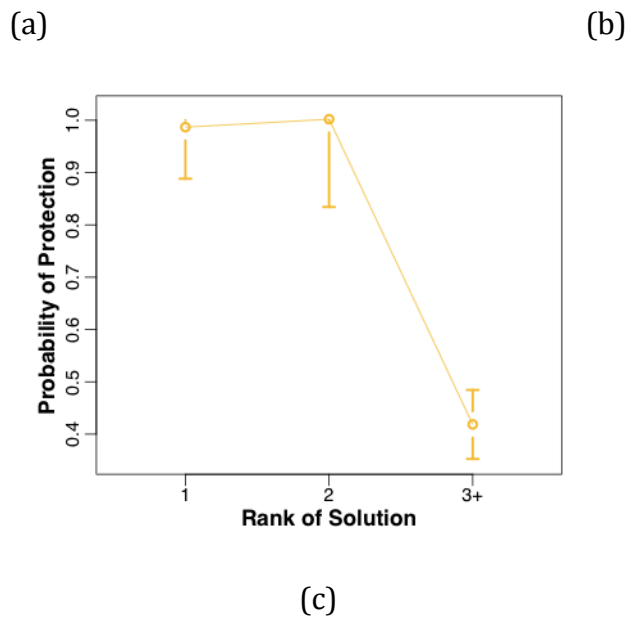 (a) (b)
1.0
0.9
0.8
0.7
0.6
0.5
0.4
Probability of Protection
1 2 3+
Rank of Solution
(c)